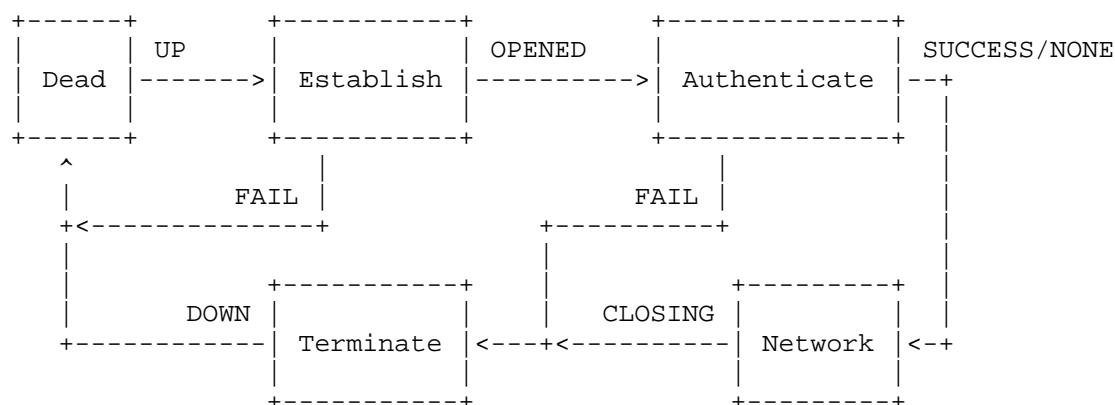 UP OPENED SUCCESS/NONE
Dead Establish Authenticate
FAIL FAIL
DOWN CLOSING
Terminate Network